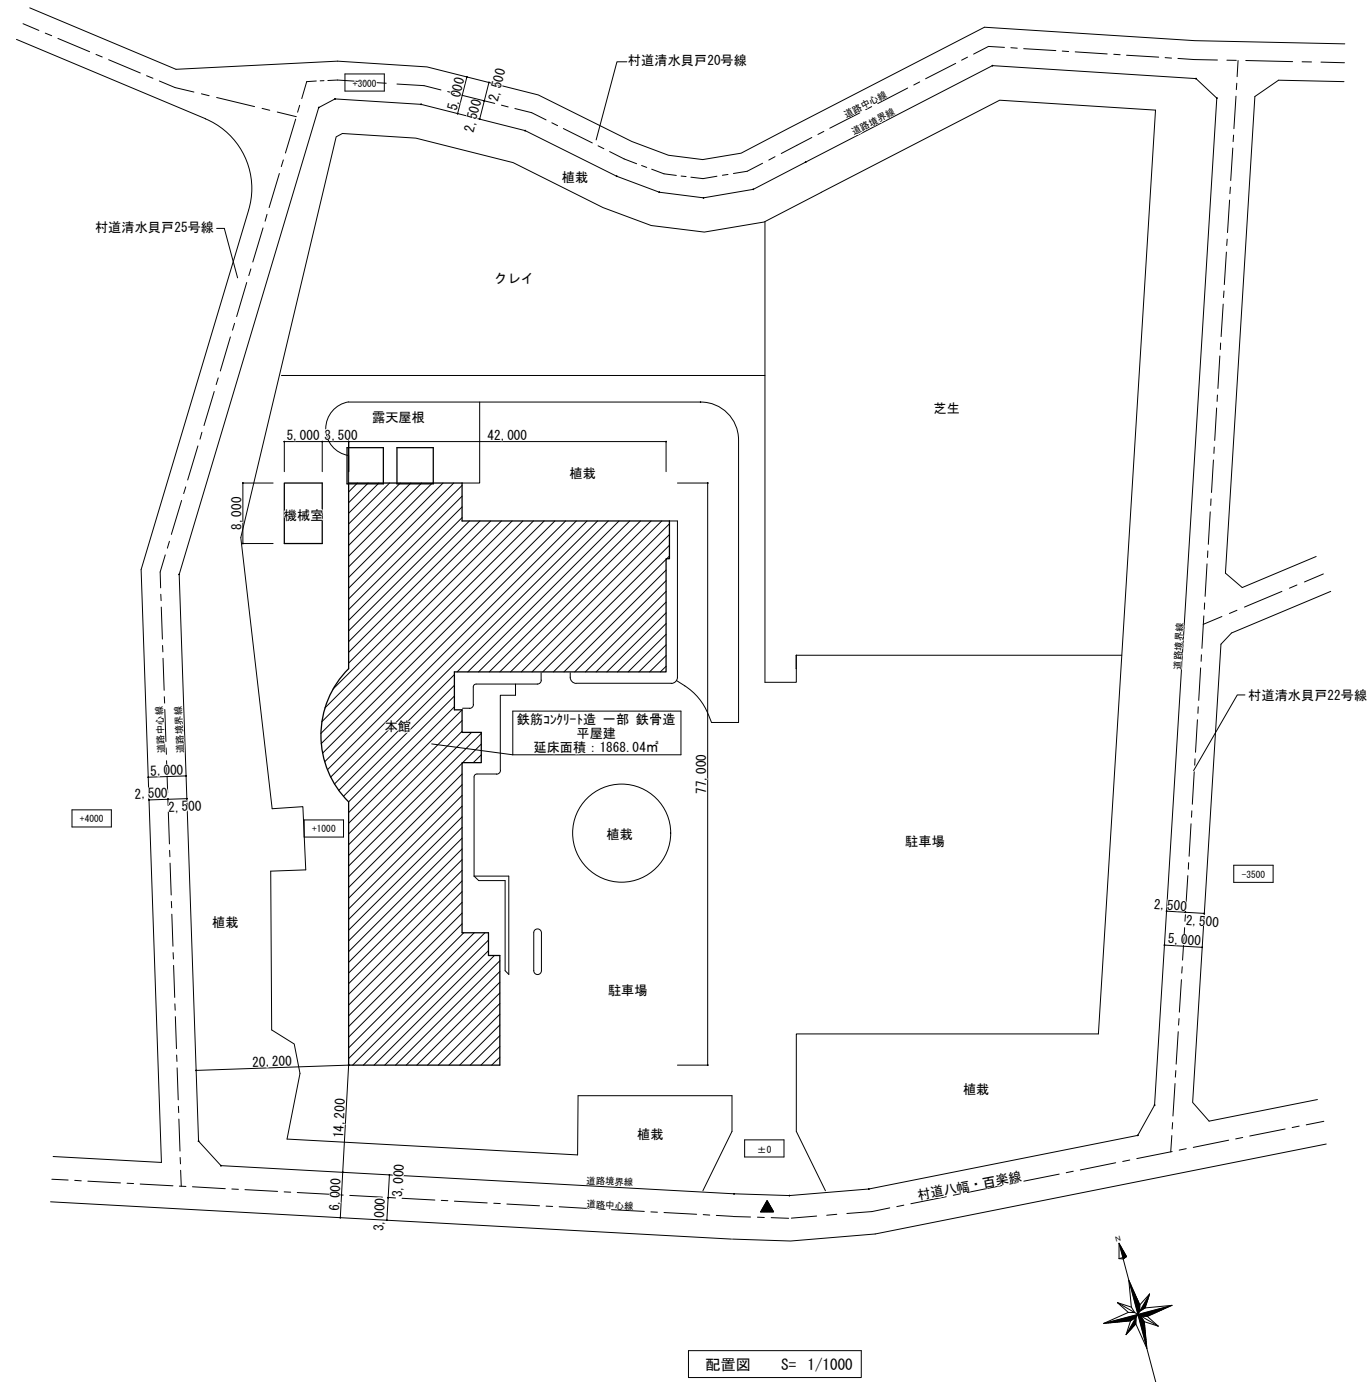 村道清水貝戸20号線
+3000
5,000
2,500
2,500
道路中心線
道路境界線
植栽
村道清水貝戸25号線
クレイ
芝生
露天屋根
5,000
3,500
42,000
植栽
8,000
機械室
道路境界線
村道清水貝戸22号線
本館
鉄筋コンクリート造 一部 鉄骨造
平屋建
延床面積：1868.04㎡
道路中心線
道路境界線
5,000
2,500
2,500
77,000
+4000
+1000
植栽
駐車場
-3500
植栽
2,500
2,500
5,000
駐車場
20,200
植栽
14,200
植栽
±0
6,000
3,000
3,000
道路境界線
道路中心線
村道八幡・百楽線
N
配置図 S= 1/1000